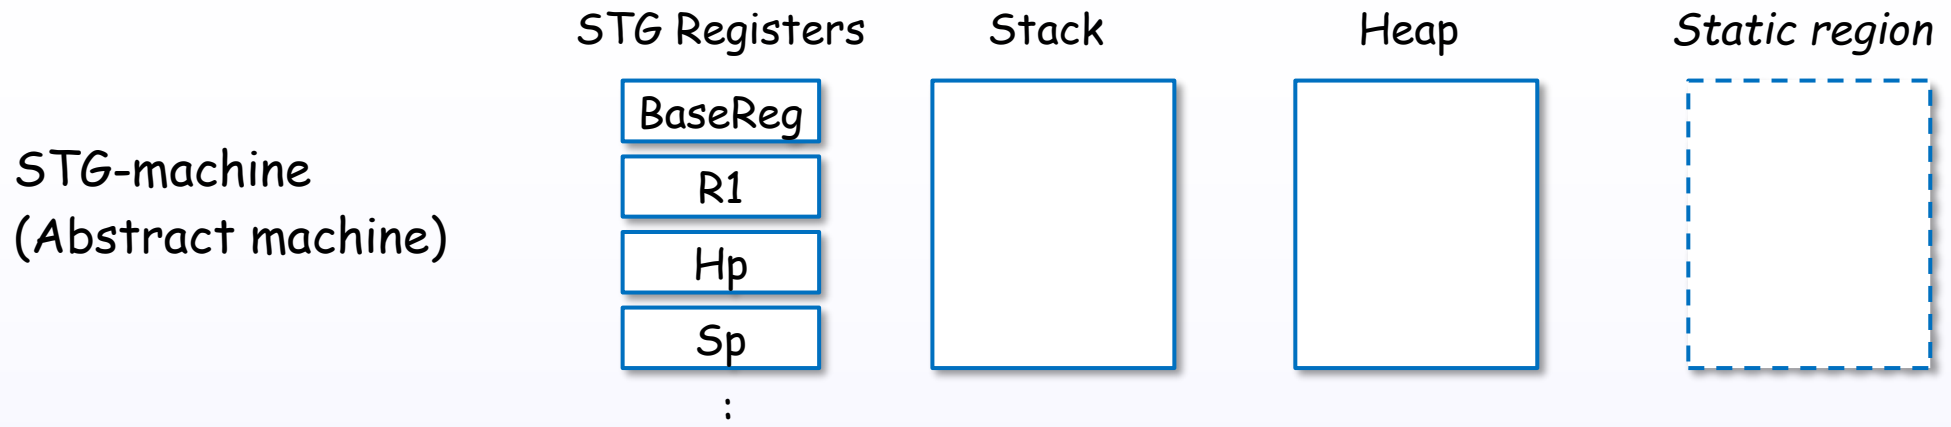 STG Registers
Stack
Heap
Static region
STG-machine
(Abstract machine)
BaseReg
R1
Hp
Sp
: